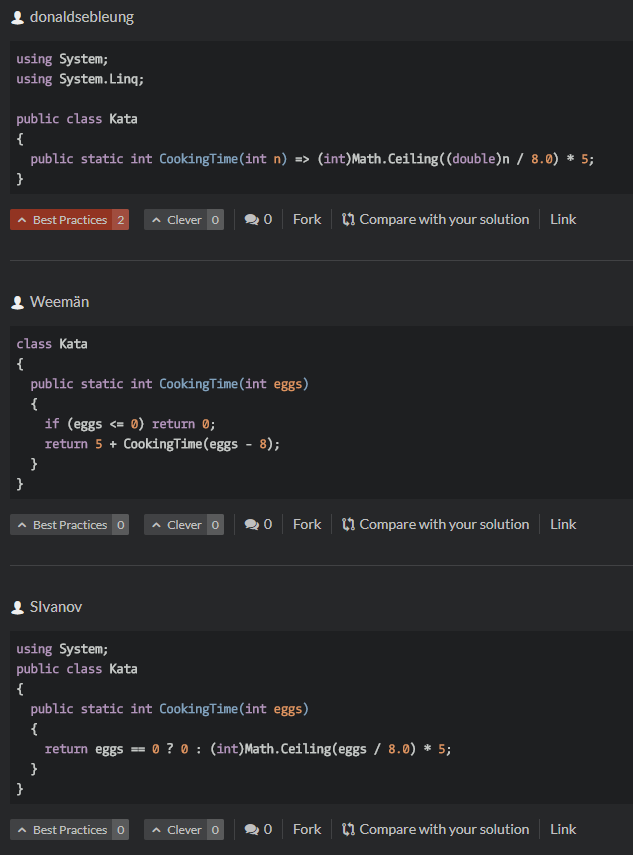 donaldsebleung
using System;
using System.Linq;
public class Kata
{
  public static int CookingTime(int n) => (int)Math.Ceiling((double)n / 8.0) * 5;
}
Best Practices 2 Clever 0 0 Fork Compare with your solution Link
Weemän
class Kata
{
  public static int CookingTime(int eggs)
  {
    if (eggs <= 0) return 0;
    return 5 + CookingTime(eggs - 8);
  }
}
Best Practices 0 Clever 0 0 Fork Compare with your solution Link
SIvanov
using System;
public class Kata
{
  public static int CookingTime(int eggs)
  {
    return eggs == 0 ? 0 : (int)Math.Ceiling(eggs / 8.0) * 5;
  }
}
Best Practices 0 Clever 0 0 Fork Compare with your solution Link